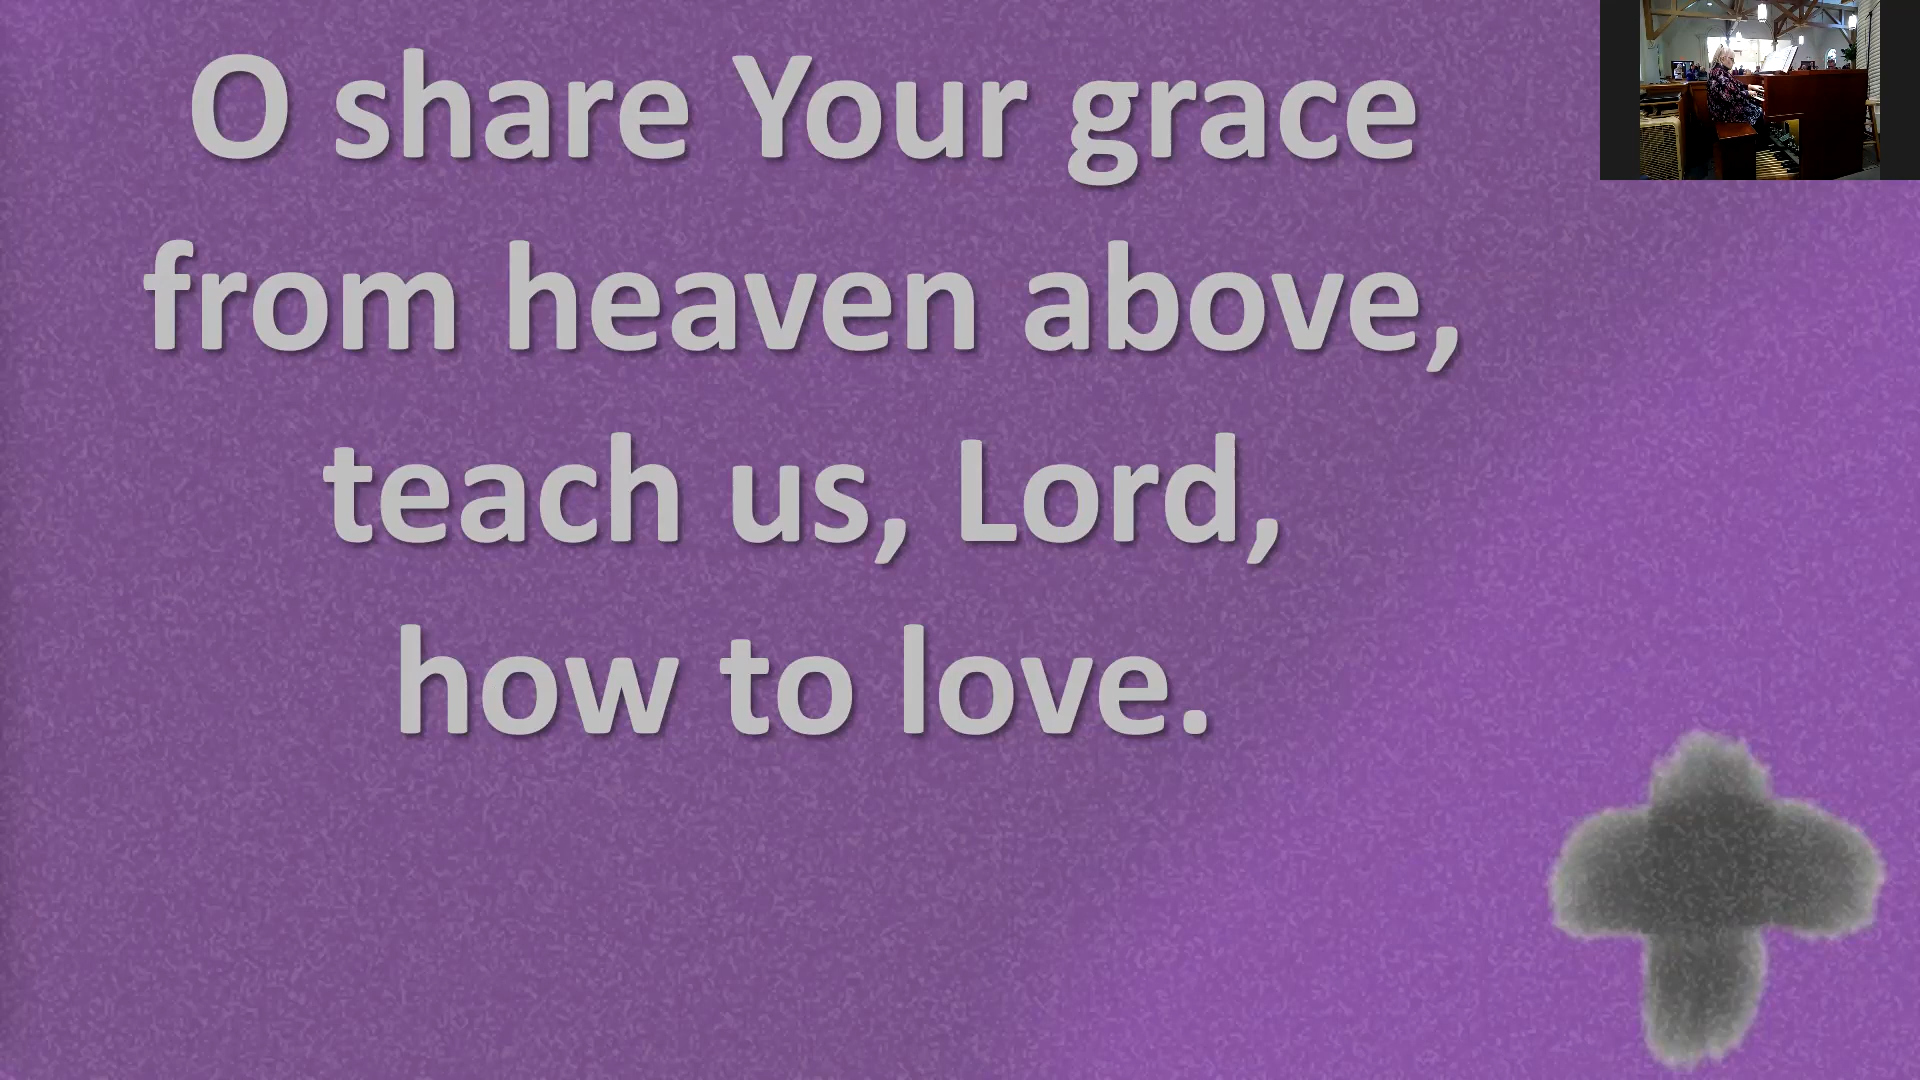 O share Your grace
from heaven above,
teach us, Lord,
how to love.